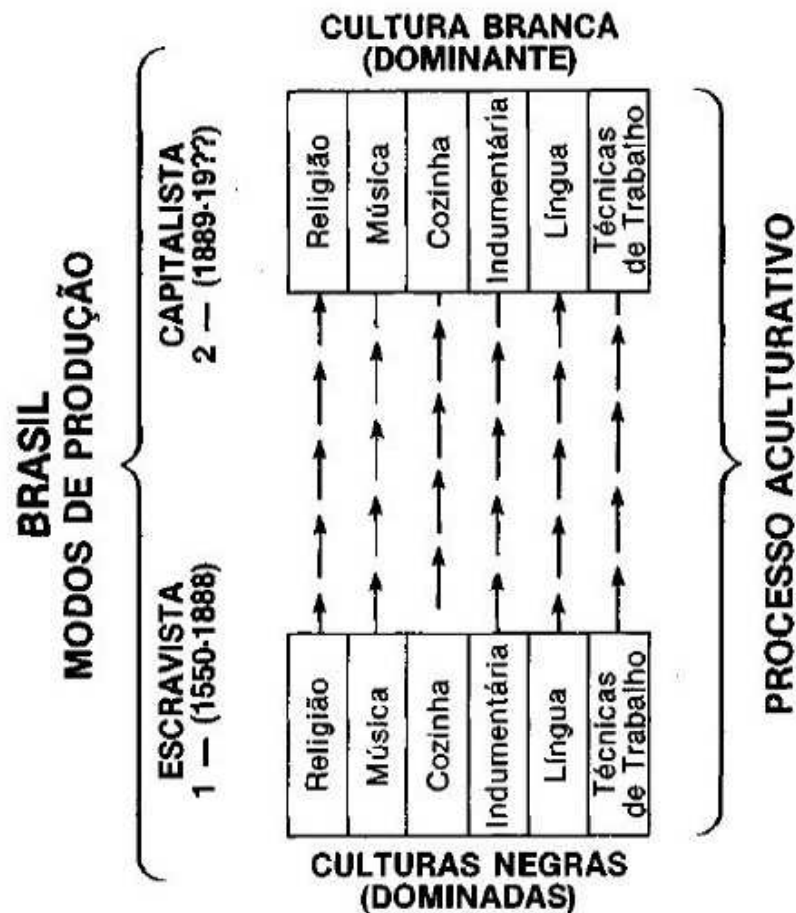 BRASIL
MODOS DE PRODUÇÃO
CAPITALISTA
2 — (1889-19??)
ESCRAVISTA
1 — (1550-1888)
CULTURA BRANCA
(DOMINANTE)
Religião
Música
Cozinha
Indumentária
Língua
Técnicas
de Trabalho
Religião
Música
Cozinha
Indumentária
Língua
Técnicas
de Trabalho
CULTURAS NEGRAS
(DOMINADAS)
PROCESSO ACULTURATIVO